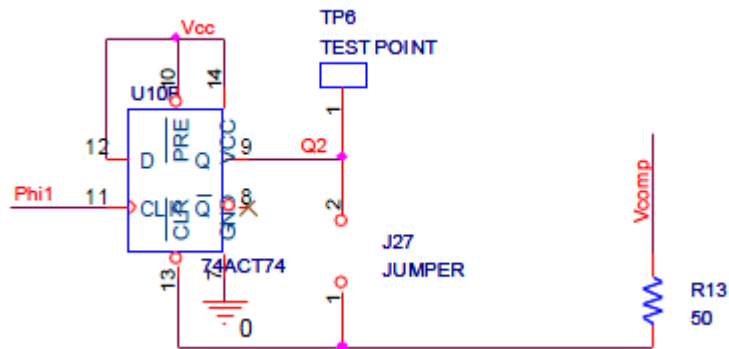 TP6
TEST POINT
Vcc
10
14
U10B
1
12
D
PRE
Q
VCC
9
Q2
Phi1
11
CLK
CLR
Q
GND
8
2
Vcomp
J27
JUMPER
74ACT74
13
7
1
R13
50
0